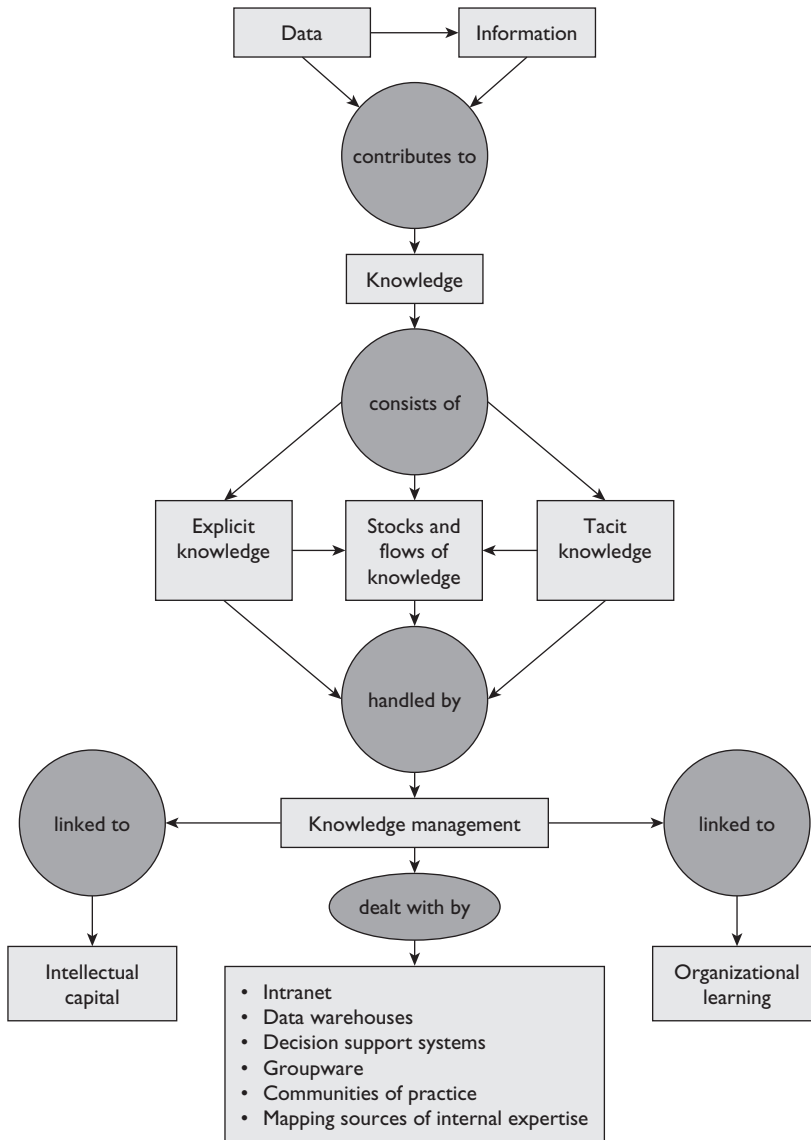 Data
Information
contributes to
Knowledge
consists of
Explicit
knowledge
Stocks and
flows of
knowledge
Tacit
knowledge
handled by
linked to
Knowledge management
linked to
dealt with by
Intellectual
capital
• Intranet
• Data warehouses
• Decision support systems
• Groupware
• Communities of practice
• Mapping sources of internal expertise
Organizational
learning